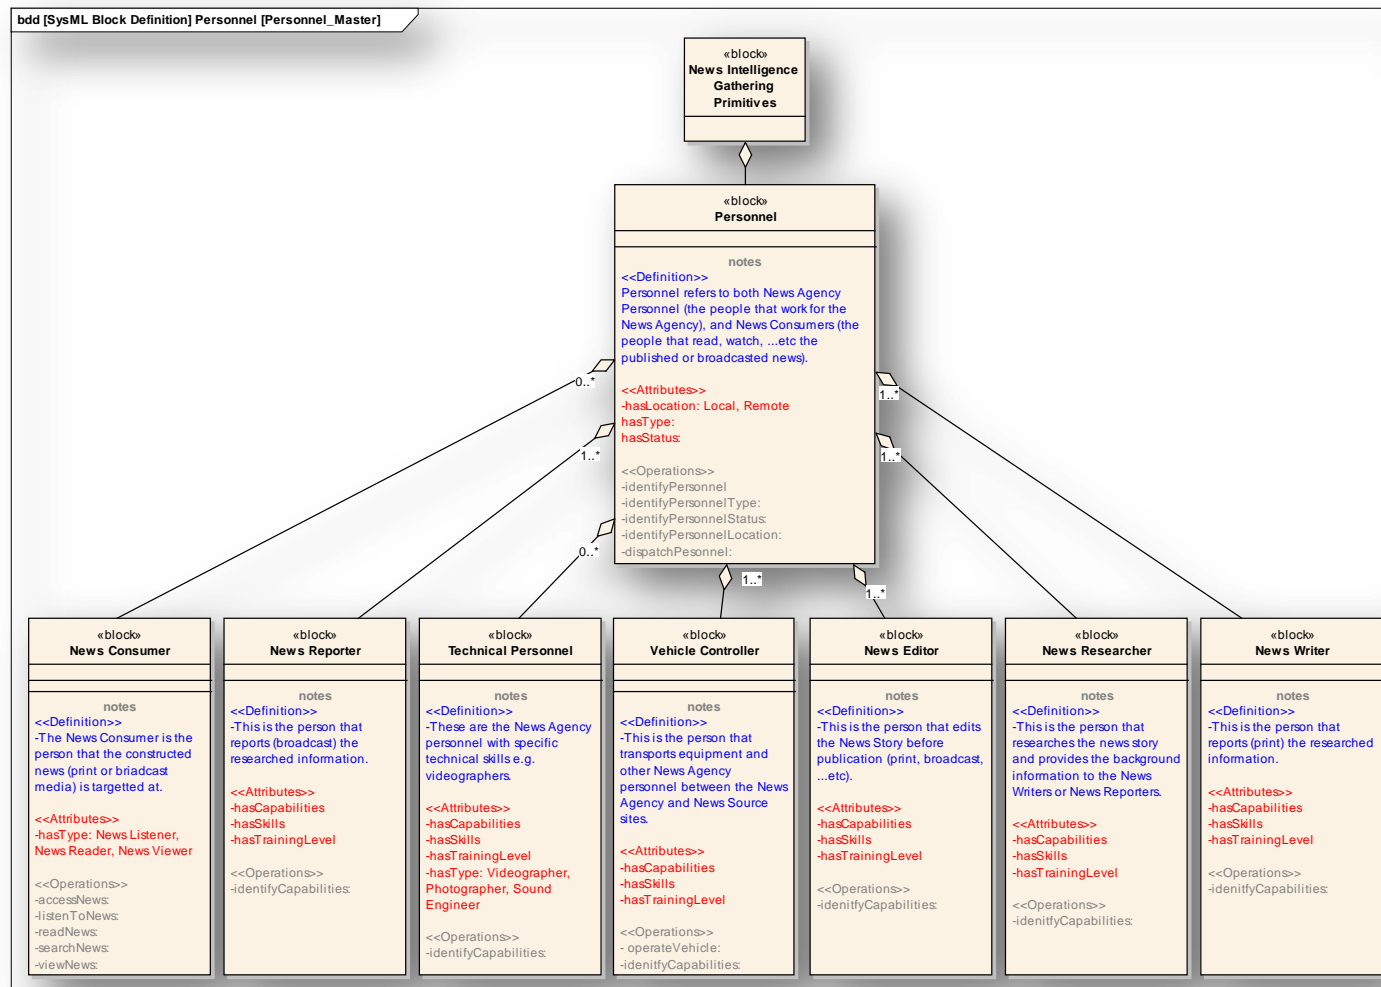 bdd [SysML Block Definition] Personnel [Personnel_Master]
«block»
News Intelligence
Gathering
Primitives
«block»
Personnel
notes
<<Definition>>
Personnel refers to both News Agency
Personnel (the people that work for the
News Agency), and News Consumers (the
people that read, watch, ...etc the
published or broadcasted news).
<<Attributes>>
-hasLocation: Local, Remote
hasType:
hasStatus:
<<Operations>>
-identifyPersonnel
-identifyPersonnelType:
-identifyPersonnelStatus:
-identifyPersonnelLocation:
-dispatchPesonnel:
0..*
1..*
0..*
1..*
1..*
1..*
1..*
«block»
News Consumer
notes
<<Definition>>
-The News Consumer is the
person that the constructed
news (print or briadcast
media) is targetted at.
<<Attributes>>
-hasType: News Listener,
News Reader, News Viewer
<<Operations>>
-accessNews:
-listenToNews:
-readNews:
-searchNews:
-viewNews:
«block»
News Reporter
notes
<<Definition>>
-This is the person that
reports (broadcast) the
researched information.
<<Attributes>>
-hasCapabilities
-hasSkills
-hasTrainingLevel
<<Operations>>
-identifyCapabilities:
«block»
Technical Personnel
notes
<<Definition>>
-These are the News Agency
personnel with specific
technical skills e.g.
videographers.
<<Attributes>>
-hasCapabilities
-hasSkills
-hasTrainingLevel
-hasType: Videographer,
Photographer, Sound
Engineer
<<Operations>>
-identifyCapabilities:
«block»
Vehicle Controller
notes
<<Definition>>
-This is the person that
transports equipment and
other News Agency
personnel between the News
Agency and News Source
sites.
<<Attributes>>
-hasCapabilities
-hasSkills
-hasTrainingLevel
<<Operations>>
- operateVehicle:
-idenitfyCapabilities:
«block»
News Editor
notes
<<Definition>>
-This is the person that edits
the News Story before
publication (print, broadcast,
...etc).
<<Attributes>>
-hasCapabilities
-hasSkills
-hasTrainingLevel
<<Operations>>
-idenitfyCapabilities:
«block»
News Researcher
notes
<<Definition>>
-This is the person that
researches the news story
and provides the background
information to the News
Writers or News Reporters.
<<Attributes>>
-hasCapabilities
-hasSkills
-hasTrainingLevel
<<Operations>>
-idenitfyCapabilities:
«block»
News Writer
notes
<<Definition>>
-This is the person that
reports (print) the researched
information.
<<Attributes>>
-hasCapabilities
-hasSkills
-hasTrainingLevel
<<Operations>>
-idenitfyCapabilities: